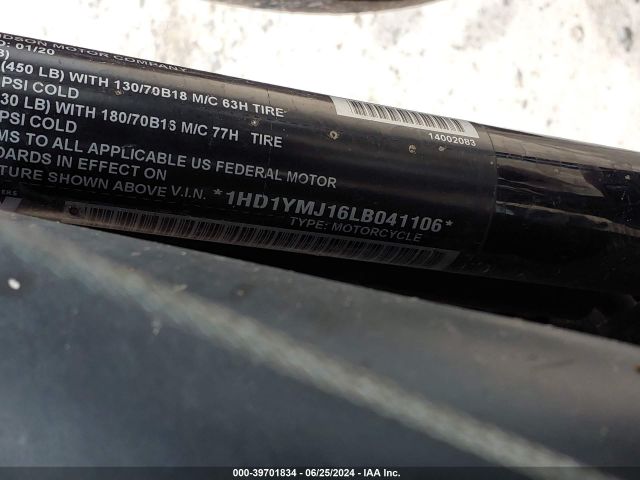 DSON MOTOR COMPANY
D: 01/20
(450 LB) WITH 130/70B18 M/C 63H TIRE
PSI COLD
30 LB) WITH 180/70B16 M/C 77H TIRE
PSI COLD
MS TO ALL APPLICABLE US FEDERAL MOTOR
DARDS IN EFFECT ON
TURE SHOWN ABOVE V.I.N. *1HD1YMJ16LB041106*
TYPE: MOTORCYCLE
14002083
000-39701834 - 06/25/2024 - IAA Inc.